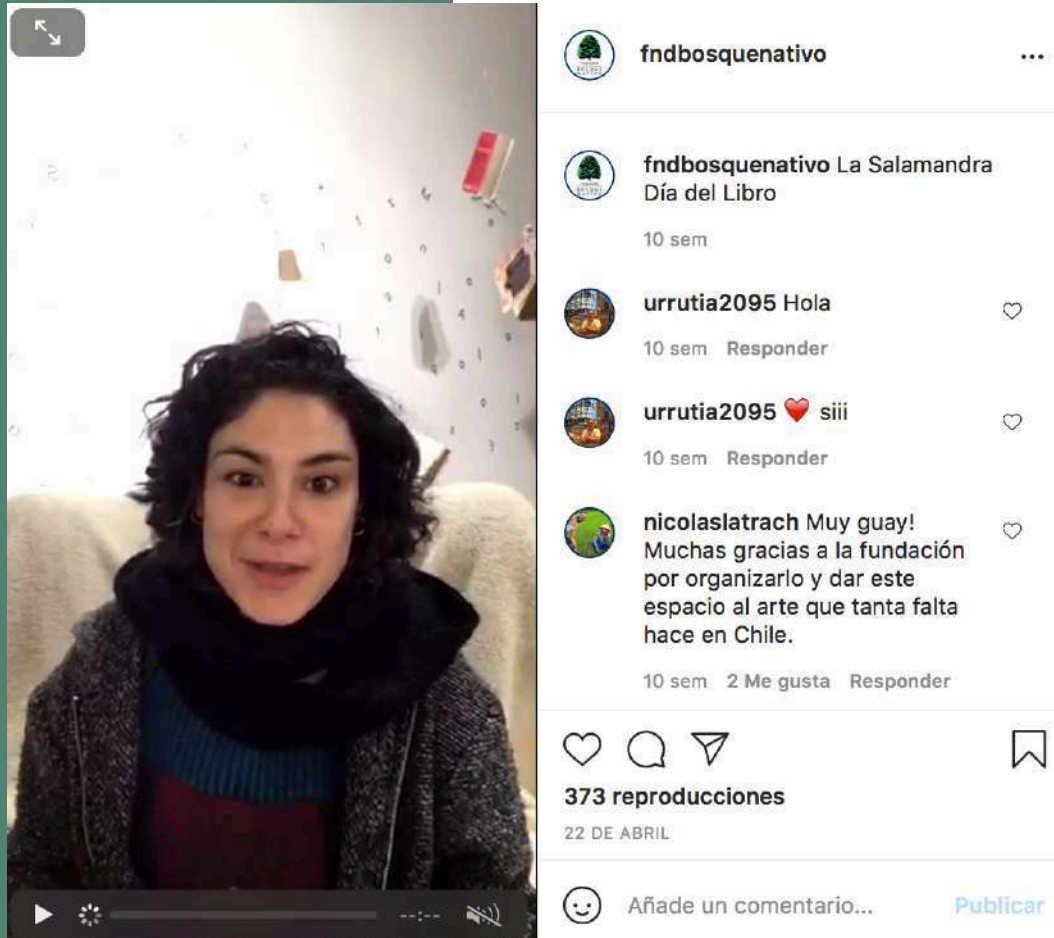 fndbosquenativo
fndbosquenativo La Salamandra
Día del Libro
10 sem
urrutia2095 Hola
10 sem Responder
urrutia2095 ❤️ siii
10 sem Responder
nicolaslatrach Muy guay!
Muchas gracias a la fundación
por organizarlo y dar este
espacio al arte que tanta falta
hace en Chile.
10 sem 2 Me gusta Responder
373 reproducciones
22 DE ABRIL
Añade un comentario... Publicar
--:--